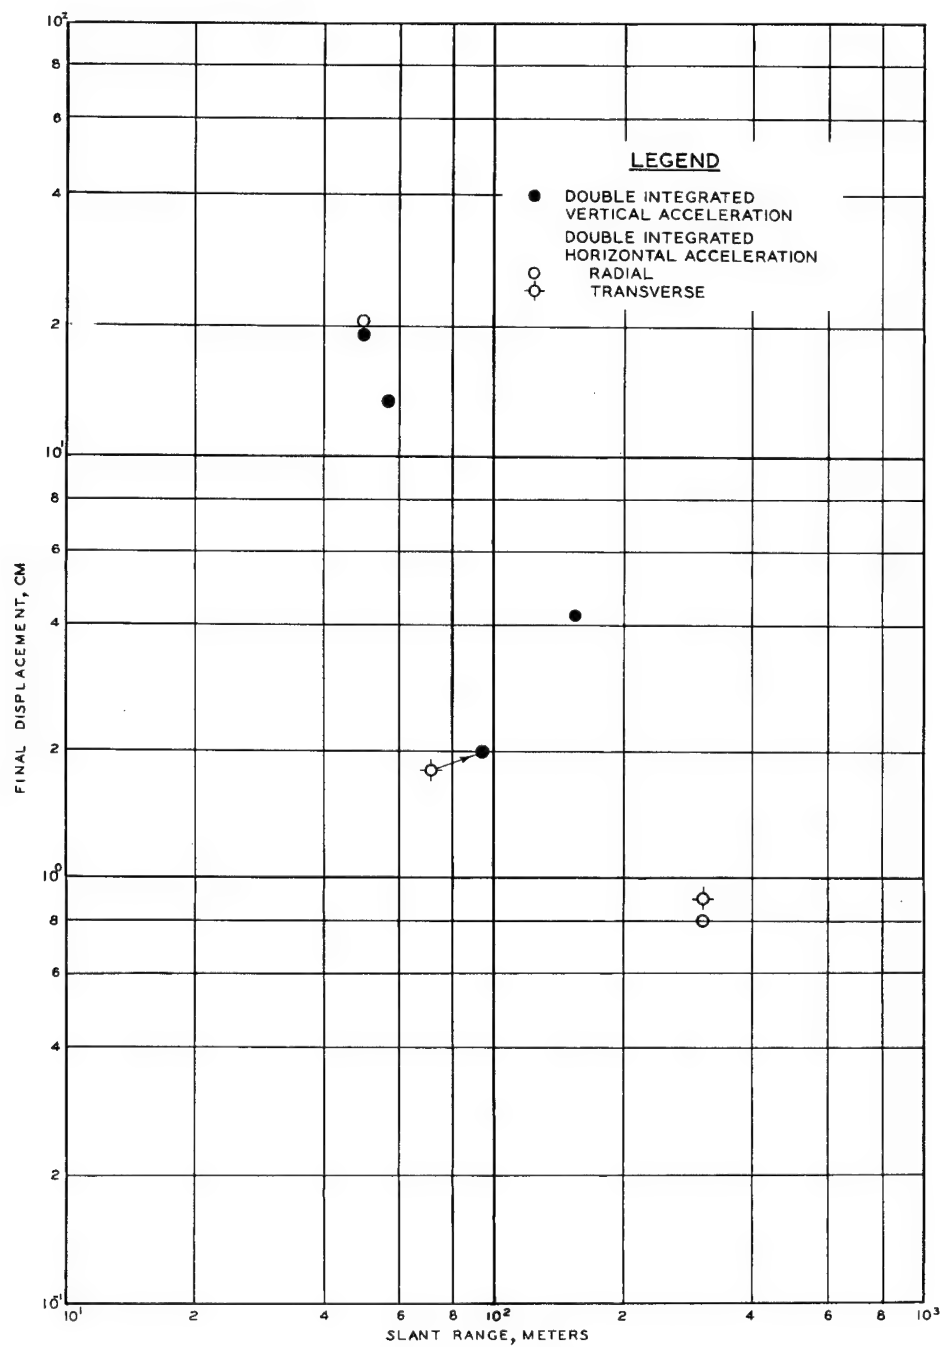 10²
8
6
4
2
10¹
8
6
4
2
10⁰
8
6
4
2
10⁻¹
FINAL DISPLACEMENT, CM
LEGEND
DOUBLE INTEGRATED
VERTICAL ACCELERATION
DOUBLE INTEGRATED
HORIZONTAL ACCELERATION
RADIAL
TRANSVERSE
10¹ 2 4 6 8 10² 2 4 6 8 10³
SLANT RANGE, METERS